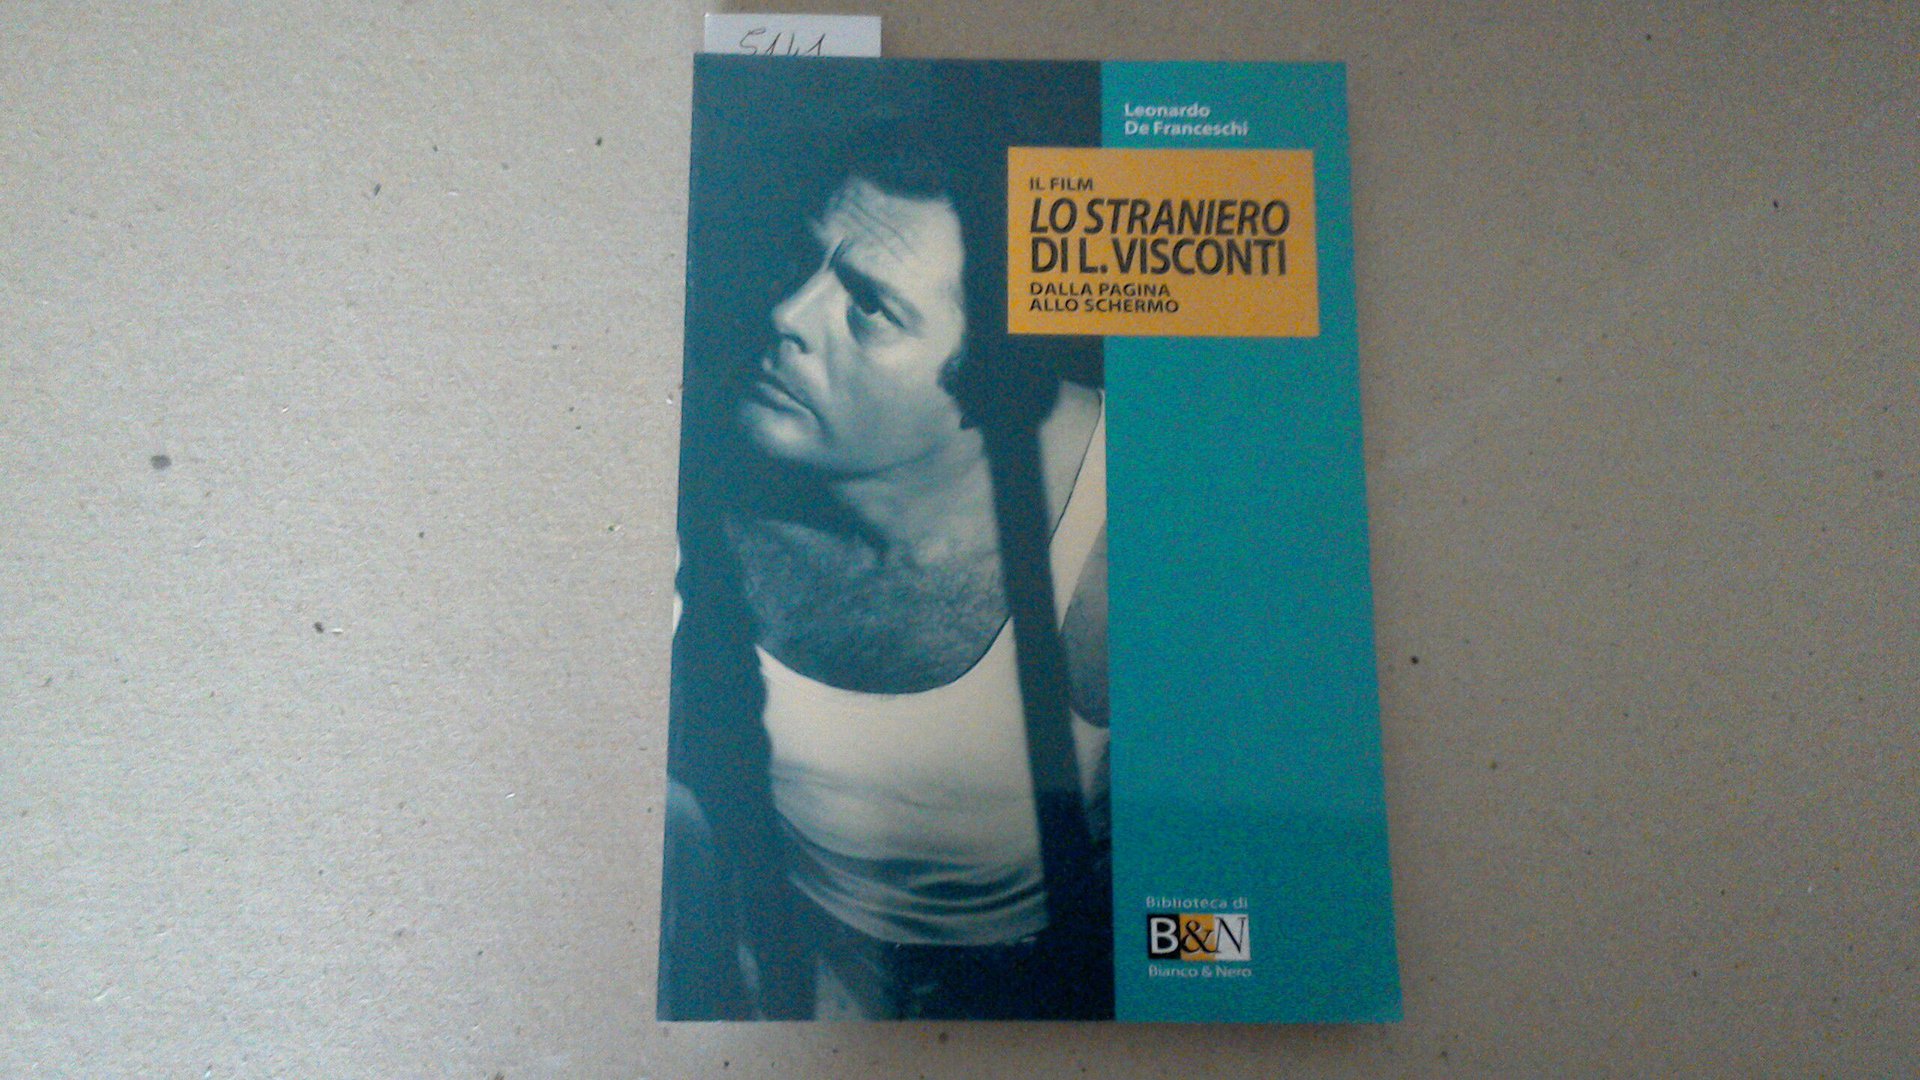 5141
Leonardo
De Franceschi
IL FILM
LO STRANIERO
DI L. VISCONTI
DALLA PAGINA
ALLO SCHERMO
Biblioteca di
B&N
Bianco & Nero